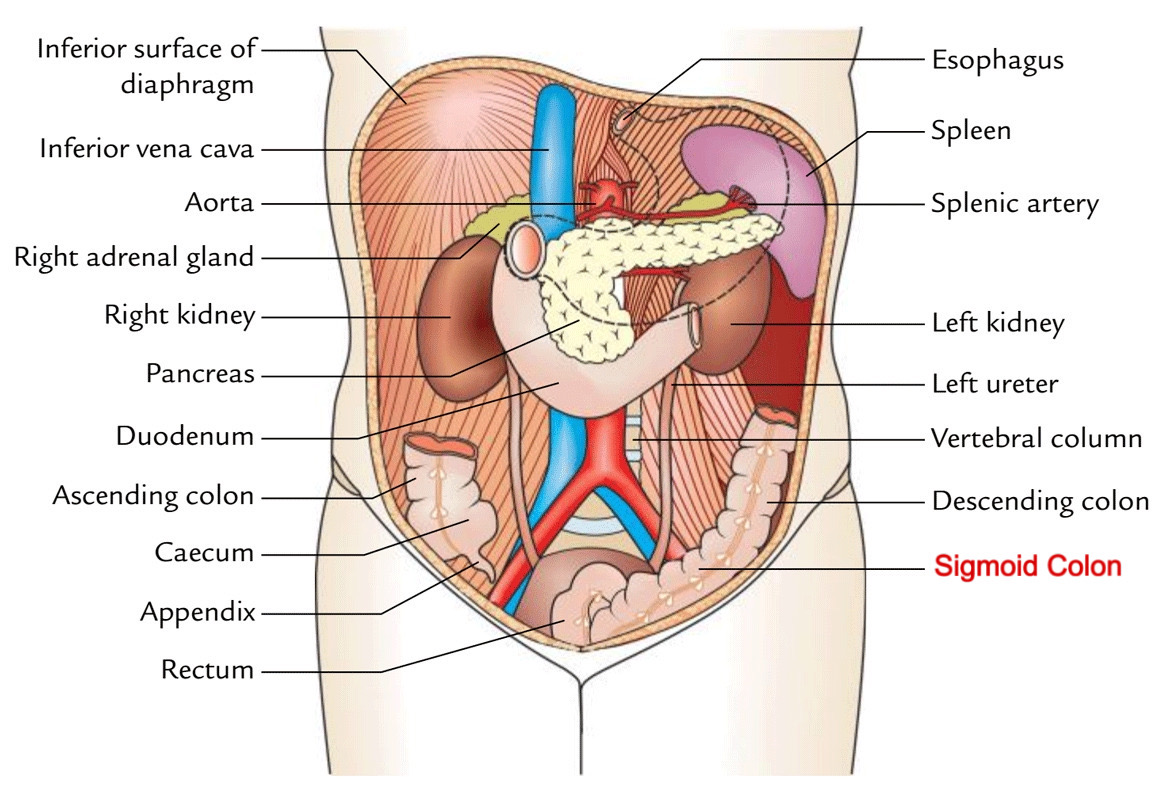 Inferior surface of
diaphragm
Inferior vena cava
Aorta
Right adrenal gland
Right kidney
Pancreas
Duodenum
Ascending colon
Caecum
Appendix
Rectum
Esophagus
Spleen
Splenic artery
Left kidney
Left ureter
Vertebral column
Descending colon
Sigmoid Colon